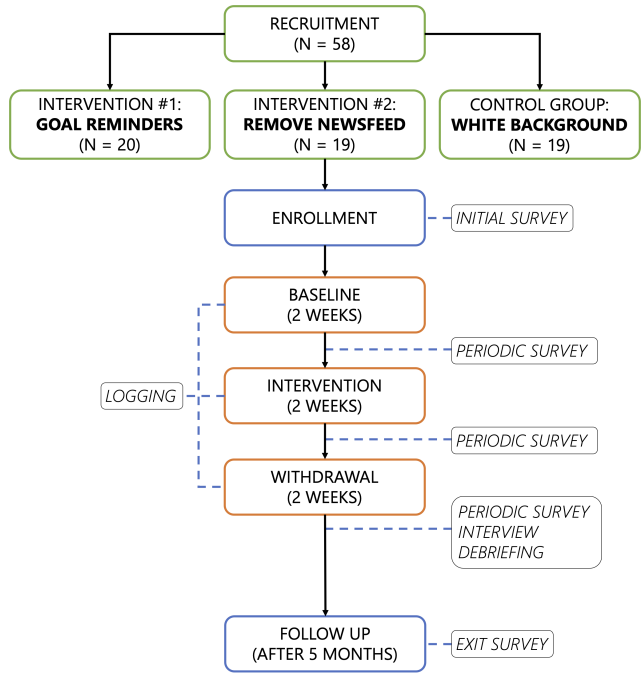 RECRUITMENT
(N = 58)
INTERVENTION #1:
GOAL REMINDERS
(N = 20)
INTERVENTION #2:
REMOVE NEWSFEED
(N = 19)
CONTROL GROUP:
WHITE BACKGROUND
(N = 19)
ENROLLMENT
INITIAL SURVEY
BASELINE
(2 WEEKS)
PERIODIC SURVEY
LOGGING
INTERVENTION
(2 WEEKS)
PERIODIC SURVEY
WITHDRAWAL
(2 WEEKS)
PERIODIC SURVEY
INTERVIEW
DEBRIEFING
FOLLOW UP
(AFTER 5 MONTHS)
EXIT SURVEY